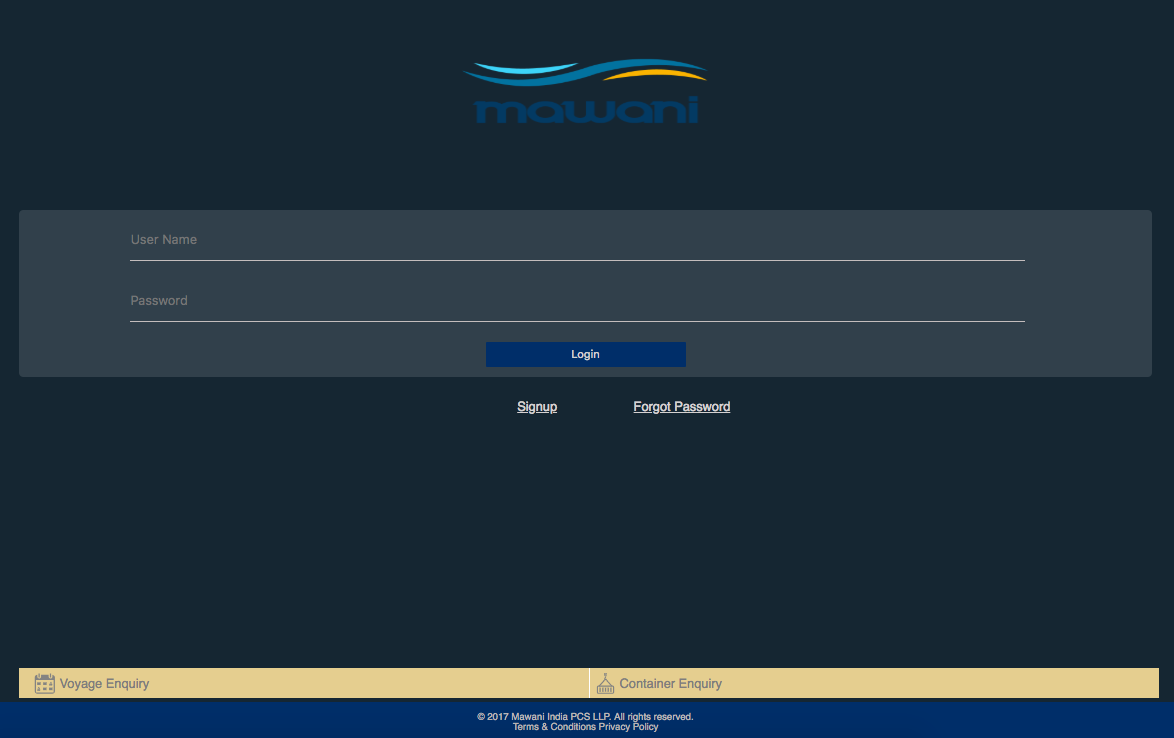 mawani
User Name
Password
Login
Signup Forgot Password
Voyage Enquiry Container Enquiry
© 2017 Mawani India PCS LLP. All rights reserved.
Terms & Conditions Privacy Policy